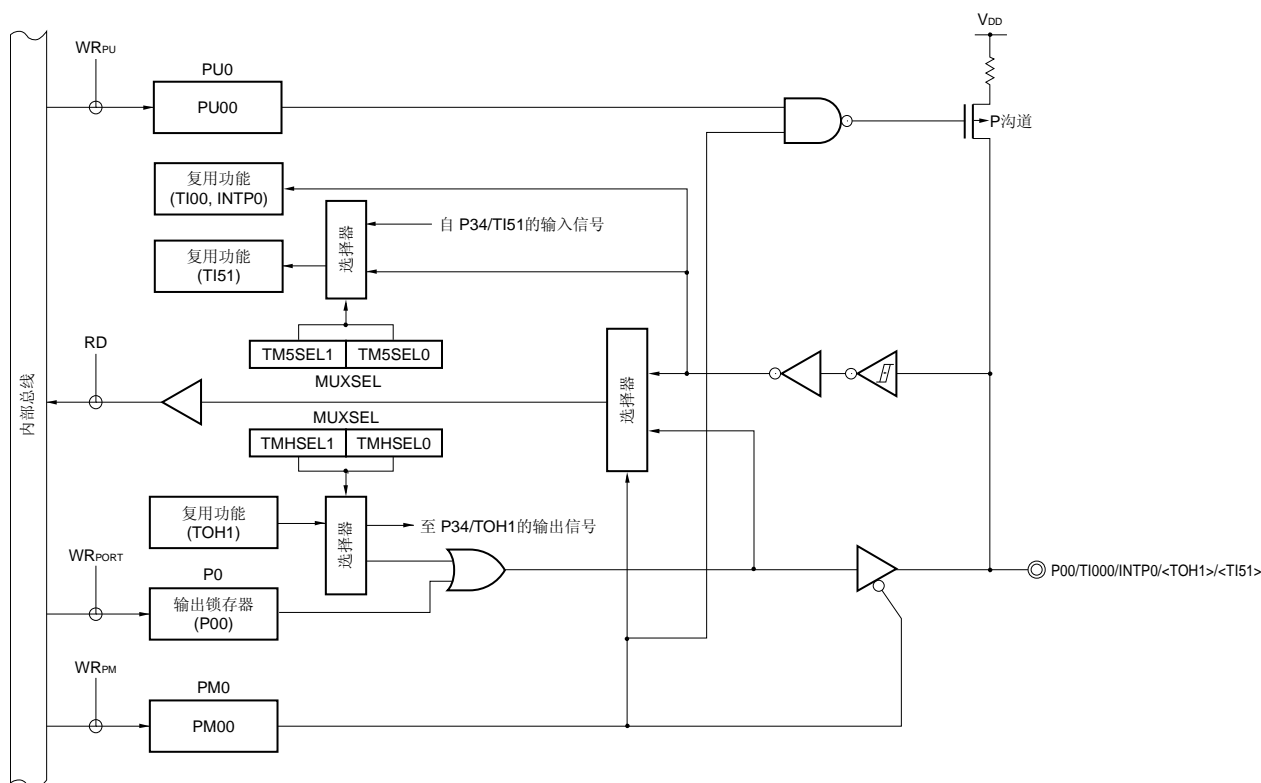 VDD
WRPU
PU0
PU00
P沟道
复用功能
(TI00, INTP0)
自 P34/TI51的输入信号
选择器
复用功能
(TI51)
TM5SEL1 TM5SEL0
MUXSEL
RD
内部总线
选择器
MUXSEL
TMHSEL1 TMHSEL0
复用功能
(TOH1)
选择器
至 P34/TOH1的输出信号
WRPORT
P0
输出锁存器
(P00)
P00/TI000/INTP0/<TOH1>/<TI51>
WRPM
PM0
PM00